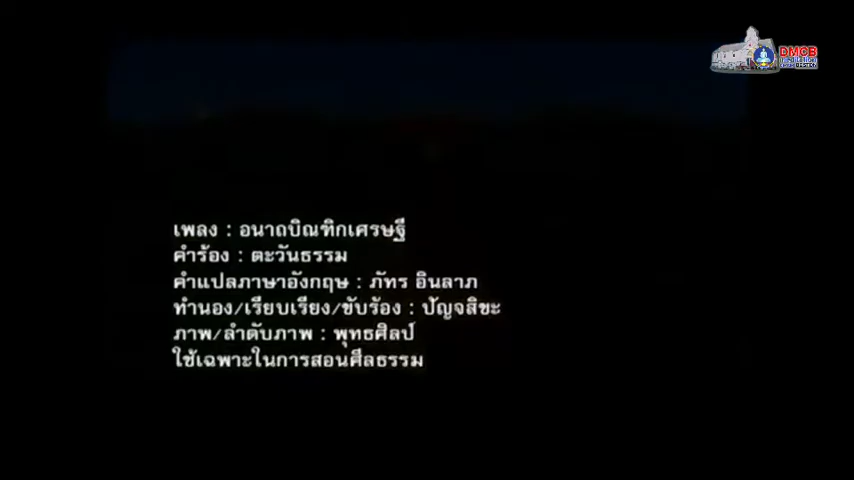 DMCB
เพลง : อนาถบิณฑิกเศรษฐี
คำร้อง : ตะวันธรรม
คำแปลภาษาอังกฤษ : ภัทร อินลาภ
ทำนอง/เรียบเรียง/ขับร้อง : ปัญจสิขะ
ภาพ/ลำดับภาพ : พุทธศิลป์
ใช้เฉพาะในการสอนศีลธรรม